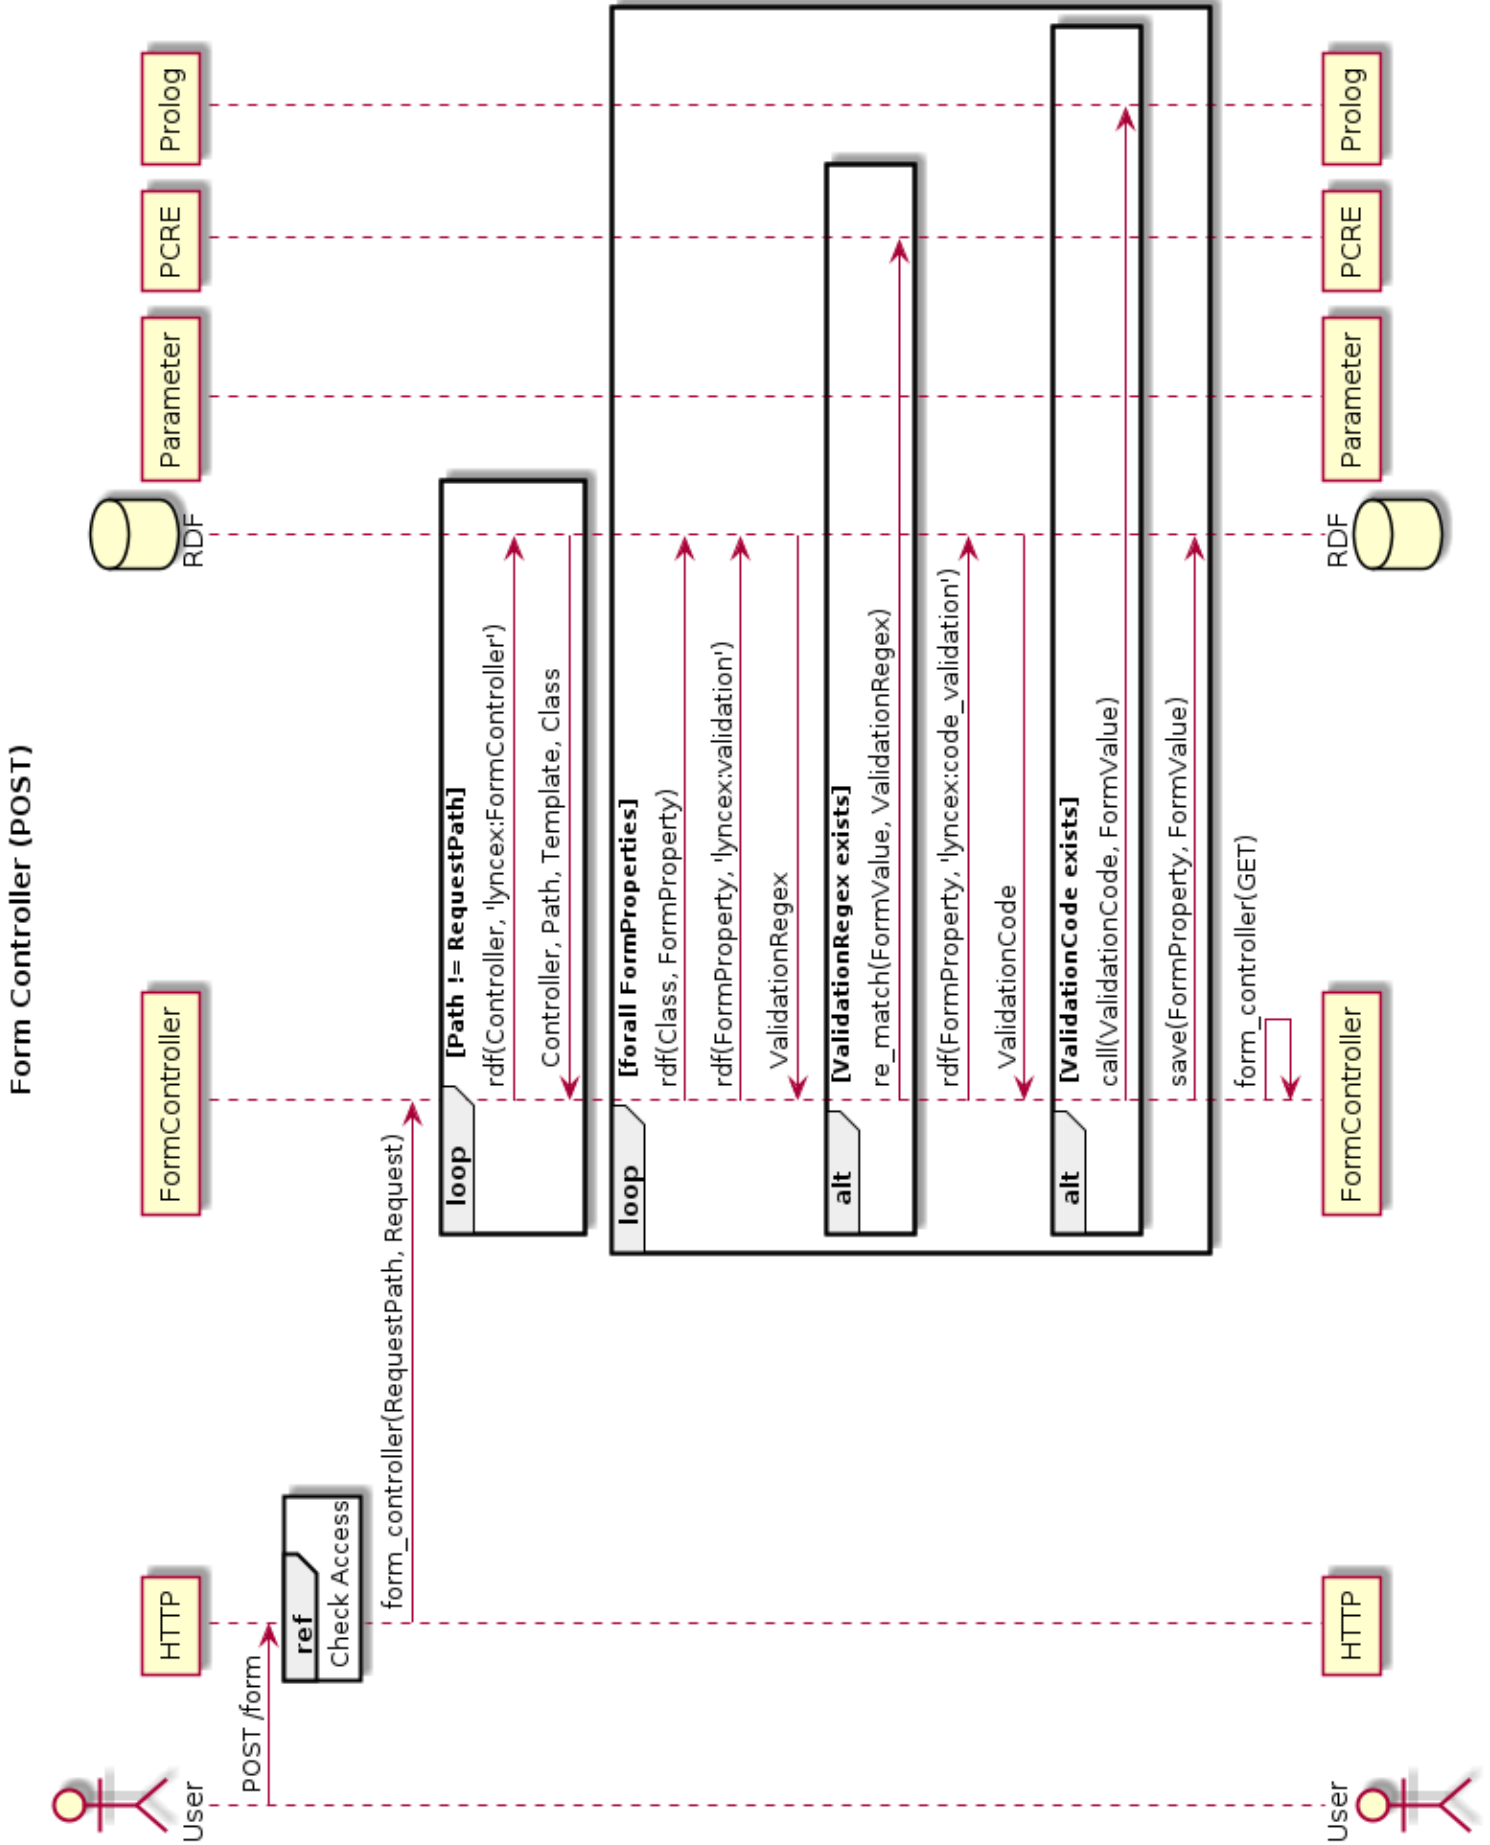 Form Controller (POST)
User
HTTP
FormController
RDF
Parameter
PCRE
Prolog
POST /form
ref
Check Access
form_controller(RequestPath, Request)
loop
[Path != RequestPath]
rdf(Controller, 'lyncex:FormController')
Controller, Path, Template, Class
loop
[forall FormProperties]
rdf(Class, FormProperty)
rdf(FormProperty, 'lyncex:validation')
ValidationRegex
alt
[ValidationRegex exists]
re_match(FormValue, ValidationRegex)
rdf(FormProperty, 'lyncex:code_validation')
ValidationCode
alt
[ValidationCode exists]
call(ValidationCode, FormValue)
save(FormProperty, FormValue)
form_controller(GET)
User
HTTP
FormController
RDF
Parameter
PCRE
Prolog